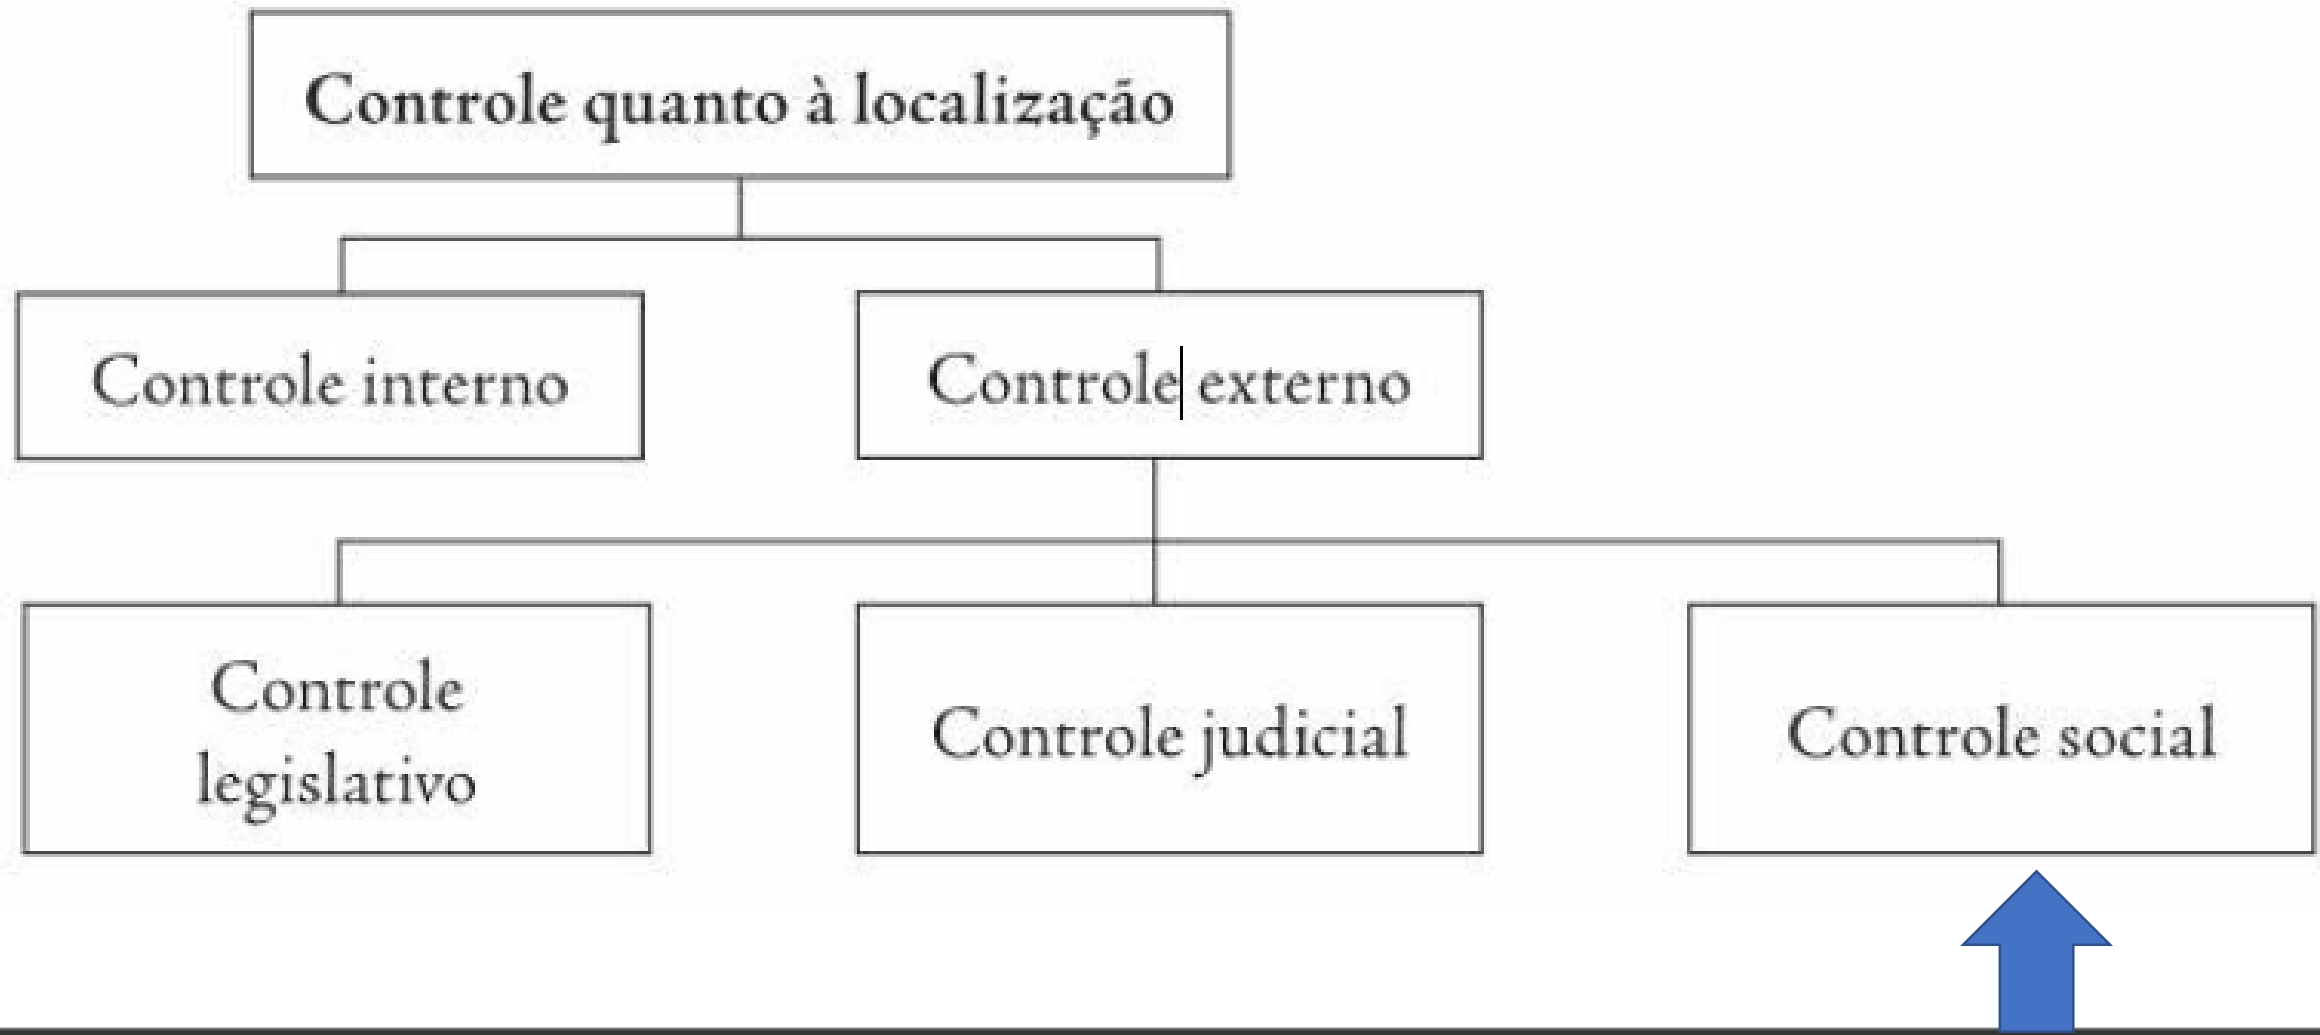 Controle quanto à localização
Controle interno
Controle externo
Controle
legislativo
Controle judicial
Controle social